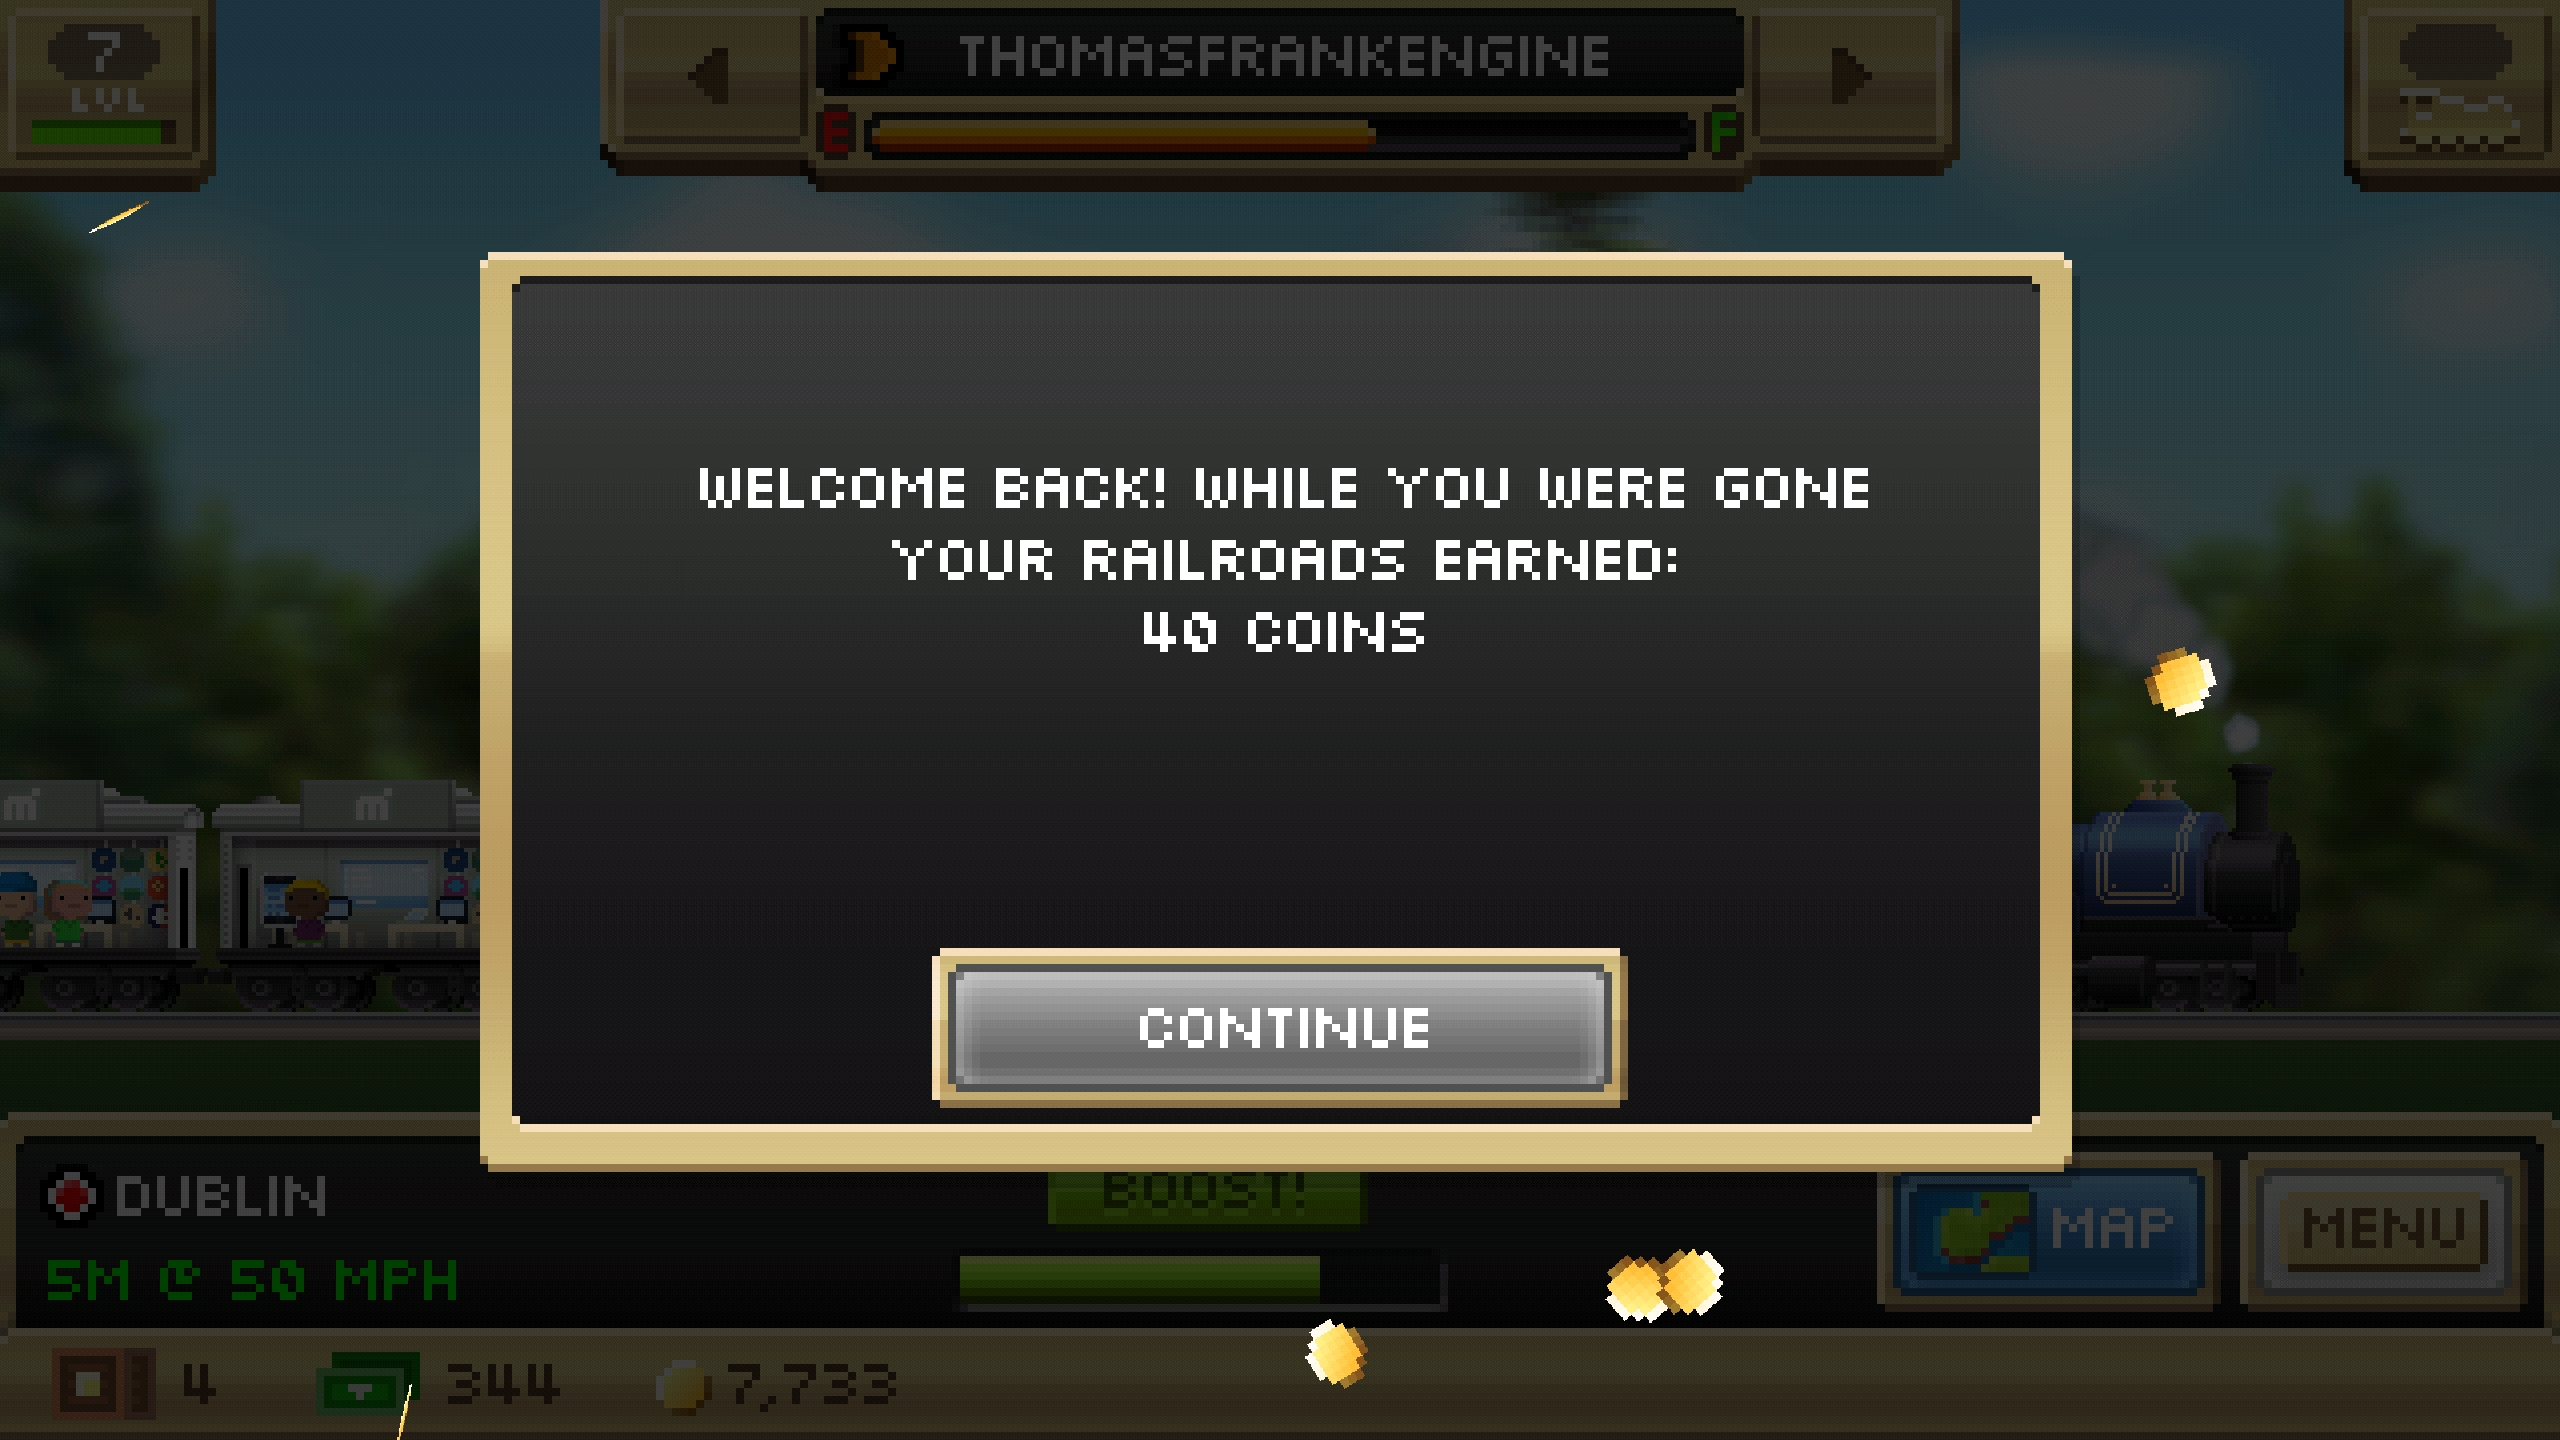 7
LVL
THOMASFRANKENGINE
E
F
WELCOME BACK! WHILE YOU WERE GONE
YOUR RAILROADS EARNED:
40 COINS
CONTINUE
DUBLIN
5M @ 50 MPH
BOOST!
MAP
MENU
4
344
7,733